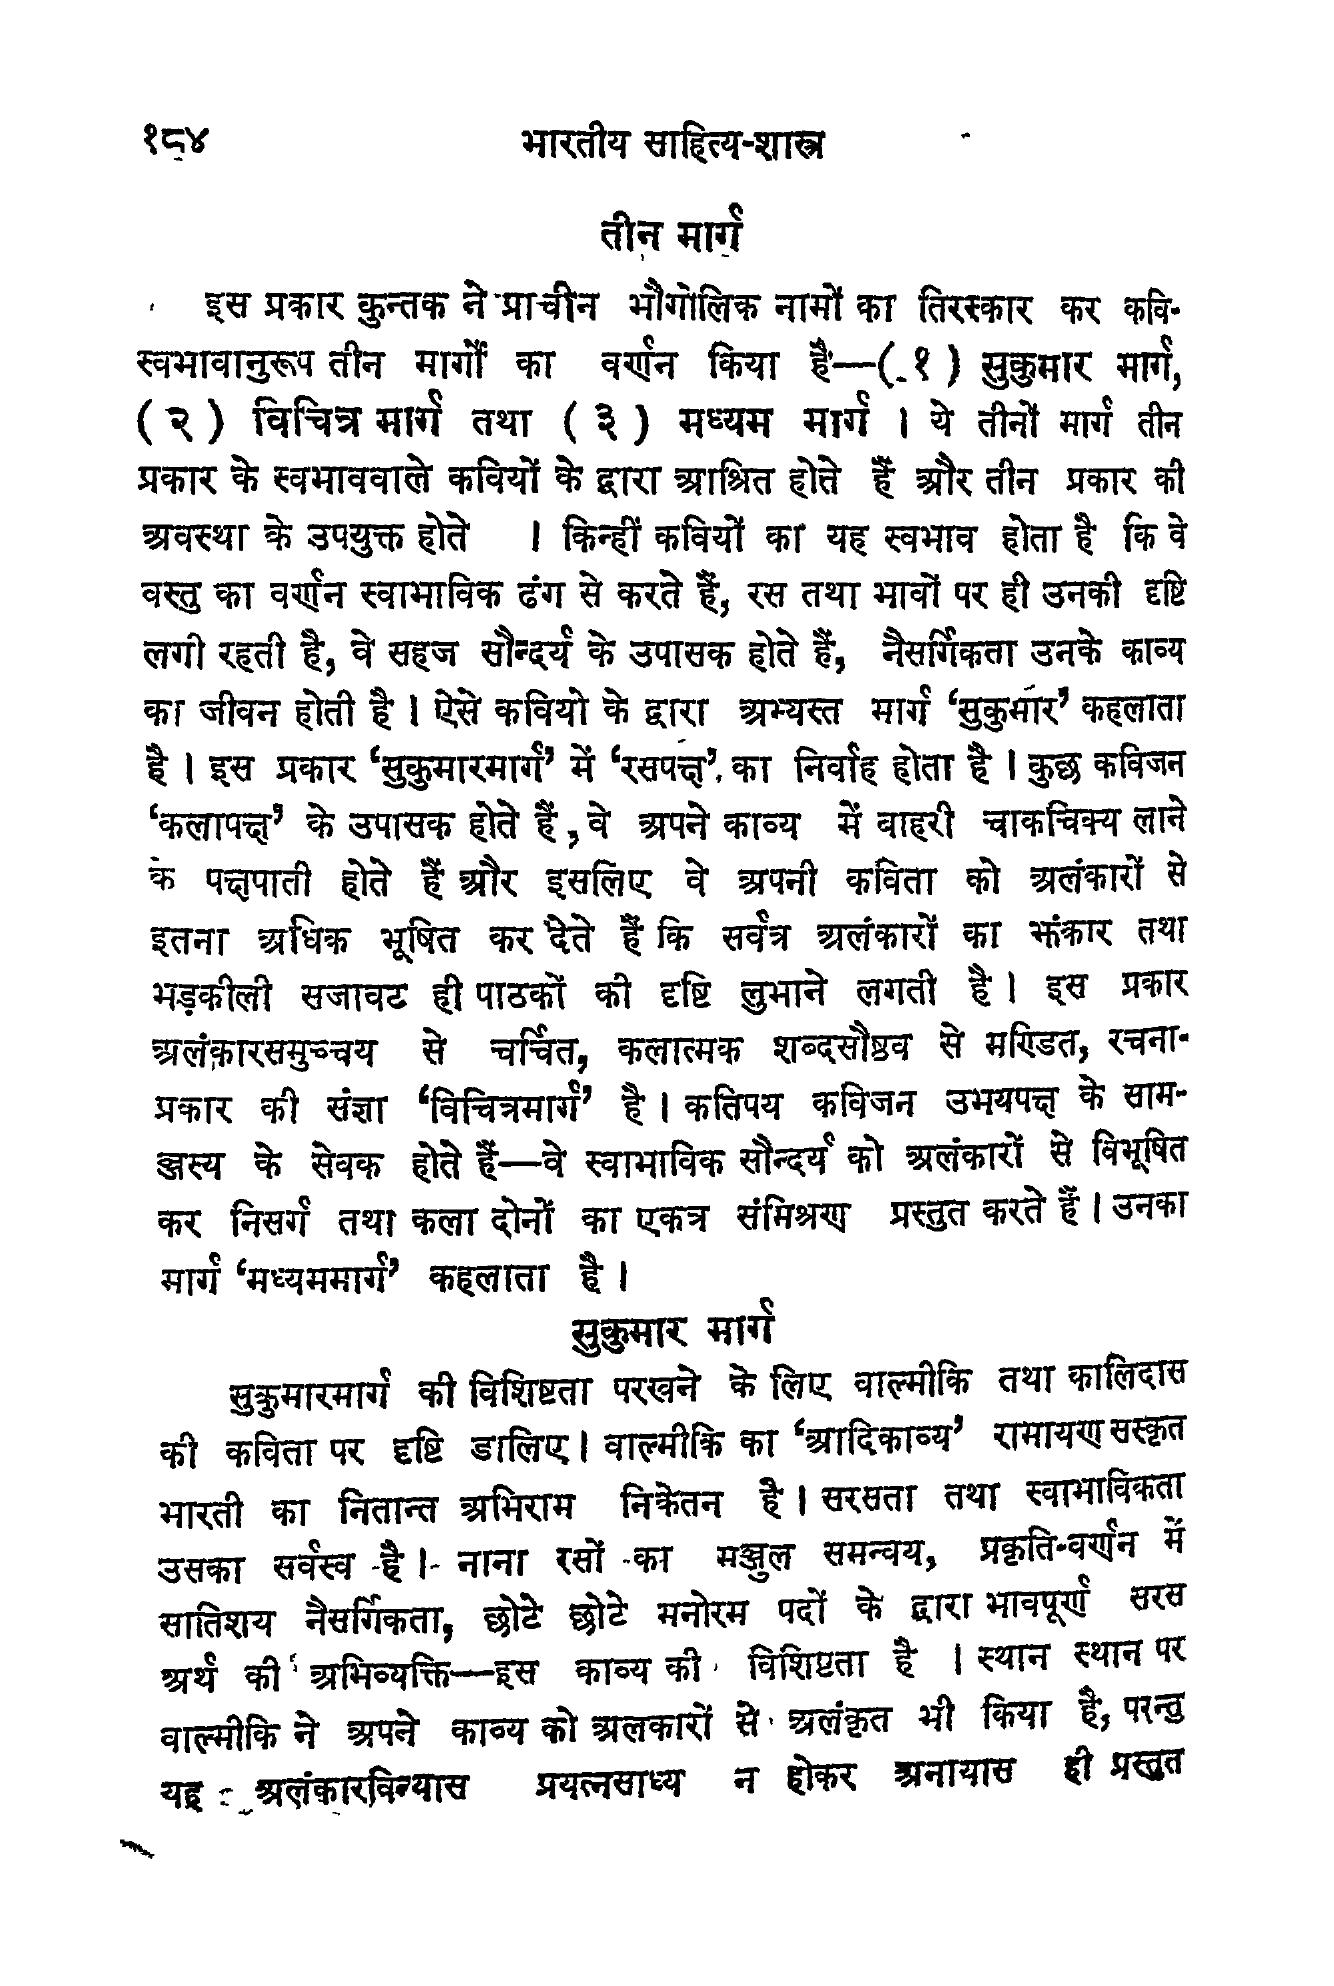 १८४ भारतीय साहित्य-शास्त्र
तीन मार्ग
इस प्रकार कुन्तक ने प्राचीन भौगोलिक नामों का तिरस्कार कर कवि-
स्वभावानुरूप तीन मार्गों का वर्णन किया है—( १ ) सुकुमार मार्ग,
( २ ) विचित्र मार्ग तथा ( ३ ) मध्यम मार्ग । ये तीनों मार्ग तीन
प्रकार के स्वभाववाले कवियों के द्वारा आश्रित होते हैं और तीन प्रकार की
अवस्था के उपयुक्त होते । किन्हीं कवियों का यह स्वभाव होता है कि वे
वस्तु का वर्णन स्वाभाविक ढंग से करते हैं, रस तथा भावों पर ही उनकी दृष्टि
लगी रहती है, वे सहज सौन्दर्य के उपासक होते हैं, नैसर्गिकता उनके काव्य
का जीवन होती है । ऐसे कवियो के द्वारा अभ्यस्त मार्ग ‘सुकुमार’ कहलाता
है । इस प्रकार ‘सुकुमारमार्ग’ में ‘रसपक्ष’ का निर्वाह होता है । कुछ कविजन
‘कलापक्ष’ के उपासक होते हैं, वे अपने काव्य में वाहरी चाकचिक्य लाने
के पक्षपाती होते हैं और इसलिए वे अपनी कविता को अलंकारों से
इतना अधिक भूषित कर देते हैं कि सर्वत्र अलंकारों का झंकार तथा
भड़कीली सजावट ही पाठकों की दृष्टि लुभाने लगती है । इस प्रकार
अलंकारसमुच्चय से चर्चित, कलात्मक शब्दसौष्ठव से मण्डित, रचना-
प्रकार की संज्ञा ‘विचित्रमार्ग’ है । कतिपय कविजन उभयपक्ष के साम-
ञ्जस्य के सेवक होते हैं—वे स्वाभाविक सौन्दर्य को अलंकारों से विभूषित
कर निसर्ग तथा कला दोनों का एकत्र संमिश्रण प्रस्तुत करते हैं । उनका
मार्ग ‘मध्यममार्ग’ कहलाता है ।
सुकुमार मार्ग
सुकुमारमार्ग की विशिष्टता परखने के लिए वाल्मीकि तथा कालिदास
की कविता पर दृष्टि डालिए । वाल्मीकि का ‘आदिकाव्य’ रामायण सस्कृत
भारती का नितान्त अभिराम निकेतन है । सरसता तथा स्वाभाविकता
उसका सर्वस्व है । नाना रसों का मञ्जुल समन्वय, प्रकृति-वर्णन में
सातिशय नैसर्गिकता, छोटे छोटे मनोरम पदों के द्वारा भावपूर्ण सरस
अर्थ की अभिव्यक्ति—इस काव्य की विशिष्टता है । स्थान स्थान पर
वाल्मीकि ने अपने काव्य को अलकारों से अलंकृत भी किया है, परन्तु
यह अलंकारविन्यास प्रयत्नसाध्य न होकर अनायास ही प्रस्तुत